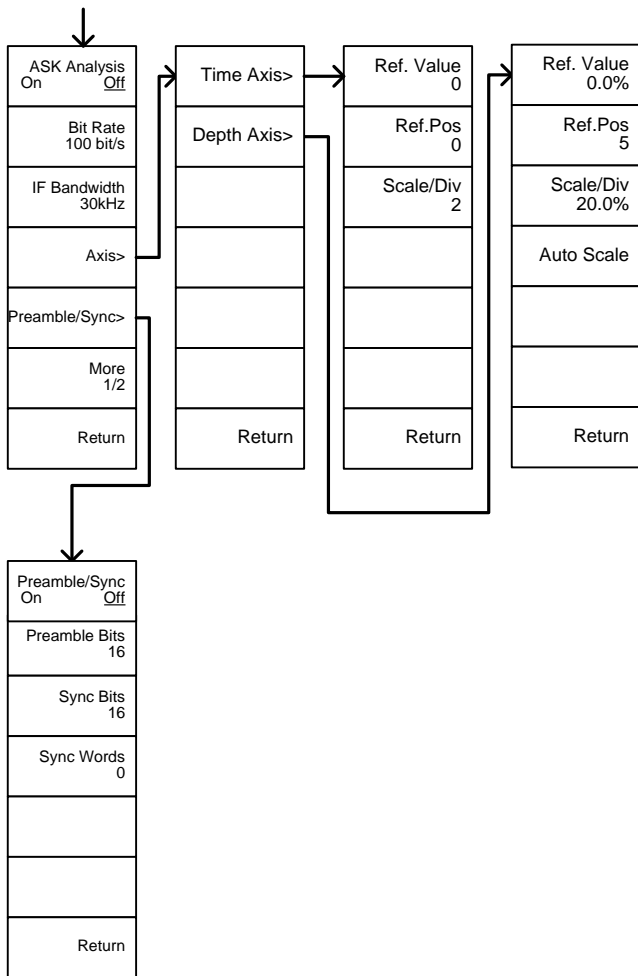 ASK Analysis
On Off
Bit Rate
100 bit/s
IF Bandwidth
30kHz
Axis>
Preamble/Sync>
More
1/2
Return
Time Axis>
Depth Axis>
Return
Ref. Value
0
Ref.Pos
0
Scale/Div
2
Return
Ref. Value
0.0%
Ref.Pos
5
Scale/Div
20.0%
Auto Scale
Return
Preamble/Sync
On Off
Preamble Bits
16
Sync Bits
16
Sync Words
0
Return